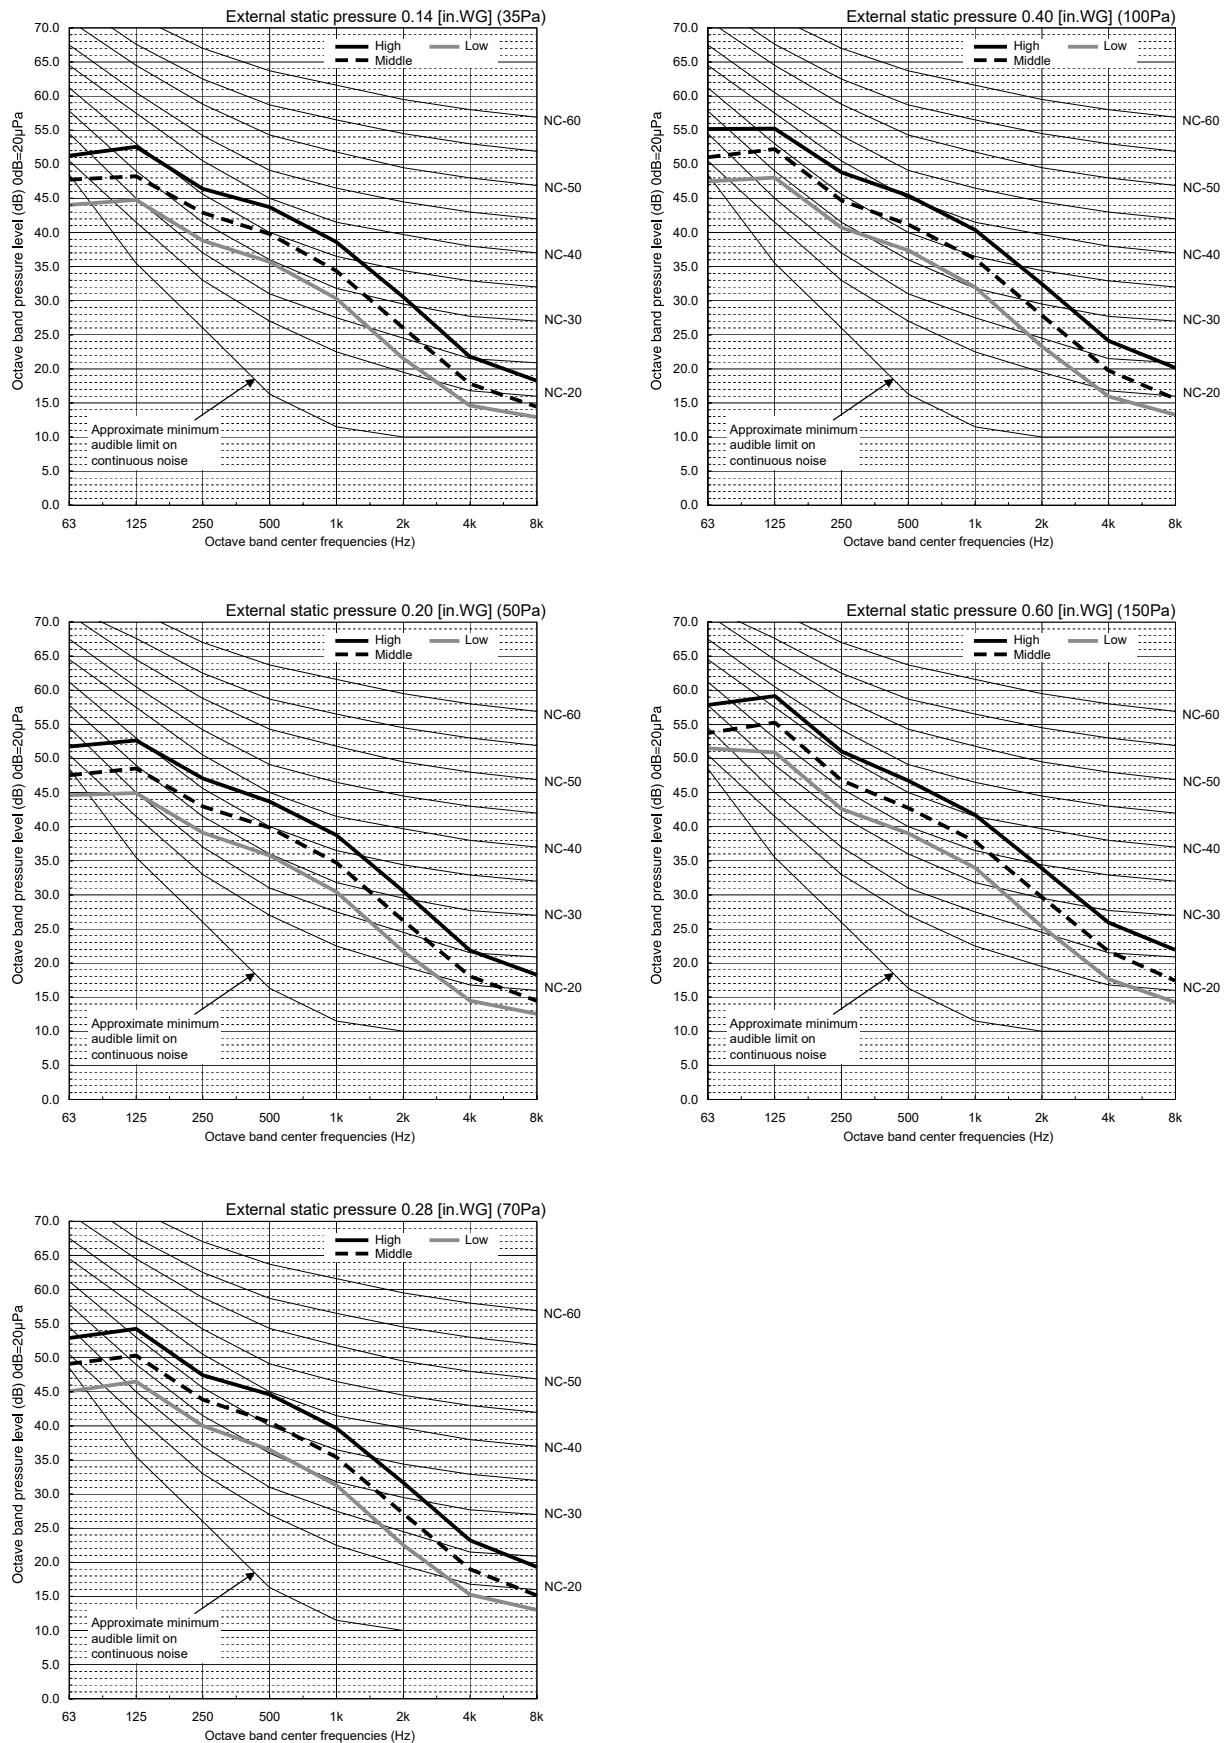 External static pressure 0.14 [in.WG] (35Pa)
High Low
Middle
70.0
65.0
60.0
55.0
50.0
45.0
40.0
35.0
30.0
25.0
20.0
15.0
10.0
5.0
0.0
Octave band pressure level (dB) 0dB=20μPa
NC-60
NC-50
NC-40
NC-30
NC-20
Approximate minimum
audible limit on
continuous noise
63 125 250 500 1k 2k 4k 8k
Octave band center frequencies (Hz)
External static pressure 0.40 [in.WG] (100Pa)
High Low
Middle
70.0
65.0
60.0
55.0
50.0
45.0
40.0
35.0
30.0
25.0
20.0
15.0
10.0
5.0
0.0
Octave band pressure level (dB) 0dB=20μPa
NC-60
NC-50
NC-40
NC-30
NC-20
Approximate minimum
audible limit on
continuous noise
63 125 250 500 1k 2k 4k 8k
Octave band center frequencies (Hz)
External static pressure 0.20 [in.WG] (50Pa)
High Low
Middle
70.0
65.0
60.0
55.0
50.0
45.0
40.0
35.0
30.0
25.0
20.0
15.0
10.0
5.0
0.0
Octave band pressure level (dB) 0dB=20μPa
NC-60
NC-50
NC-40
NC-30
NC-20
Approximate minimum
audible limit on
continuous noise
63 125 250 500 1k 2k 4k 8k
Octave band center frequencies (Hz)
External static pressure 0.60 [in.WG] (150Pa)
High Low
Middle
70.0
65.0
60.0
55.0
50.0
45.0
40.0
35.0
30.0
25.0
20.0
15.0
10.0
5.0
0.0
Octave band pressure level (dB) 0dB=20μPa
NC-60
NC-50
NC-40
NC-30
NC-20
Approximate minimum
audible limit on
continuous noise
63 125 250 500 1k 2k 4k 8k
Octave band center frequencies (Hz)
External static pressure 0.28 [in.WG] (70Pa)
High Low
Middle
70.0
65.0
60.0
55.0
50.0
45.0
40.0
35.0
30.0
25.0
20.0
15.0
10.0
5.0
0.0
Octave band pressure level (dB) 0dB=20μPa
NC-60
NC-50
NC-40
NC-30
NC-20
Approximate minimum
audible limit on
continuous noise
63 125 250 500 1k 2k 4k 8k
Octave band center frequencies (Hz)